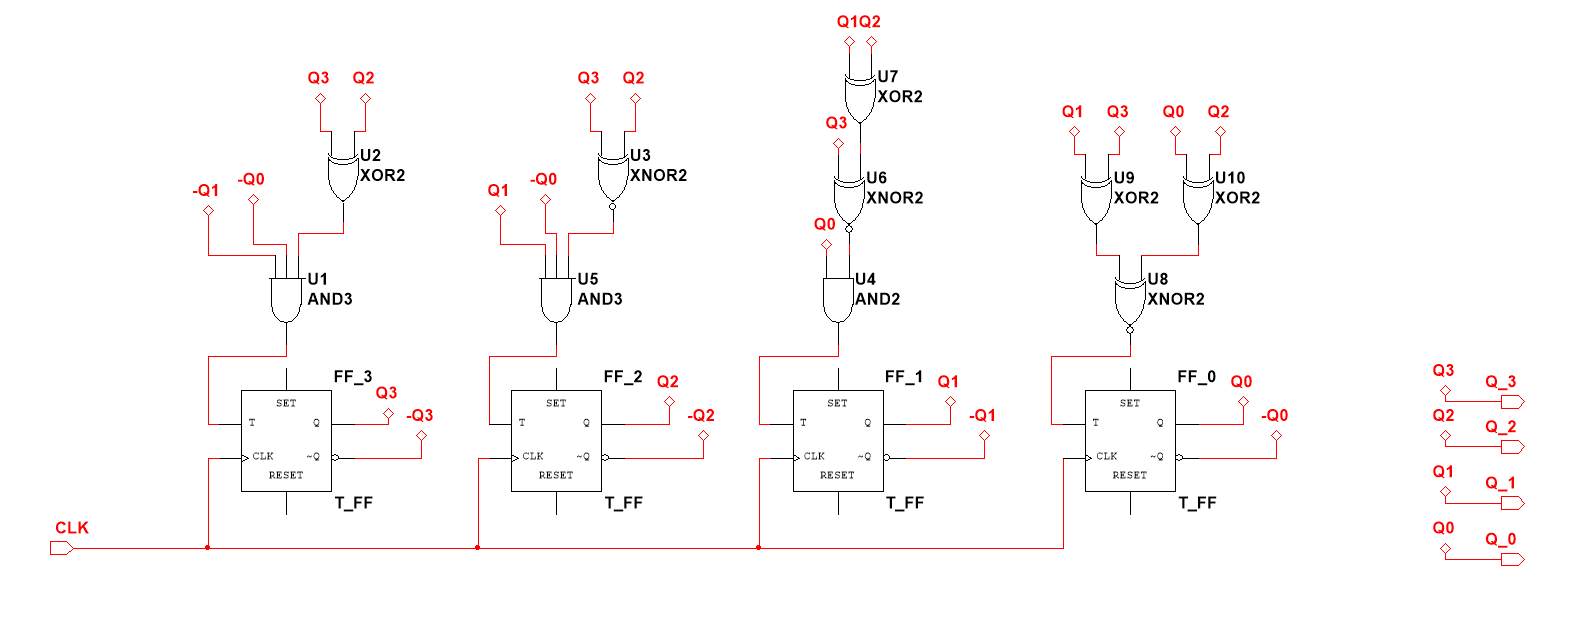 Q1Q2
U7
XOR2
Q3 Q2
U2
XOR2
-Q1 -Q0
U1
AND3
Q3 Q2
U3
XNOR2
Q1 -Q0
U5
AND3
Q3
U6
XNOR2
Q0
U4
AND2
Q1 Q3
U9
XOR2
Q0 Q2
U10
XOR2
U8
XNOR2
FF_3
SET
T Q
CLK ~Q
RESET
T_FF
Q3
-Q3
FF_2
SET
T Q
CLK ~Q
RESET
T_FF
Q2
-Q2
FF_1
SET
T Q
CLK ~Q
RESET
T_FF
Q1
-Q1
FF_0
SET
T Q
CLK ~Q
RESET
T_FF
Q0
-Q0
CLK
Q3 Q_3
Q2 Q_2
Q1 Q_1
Q0 Q_0